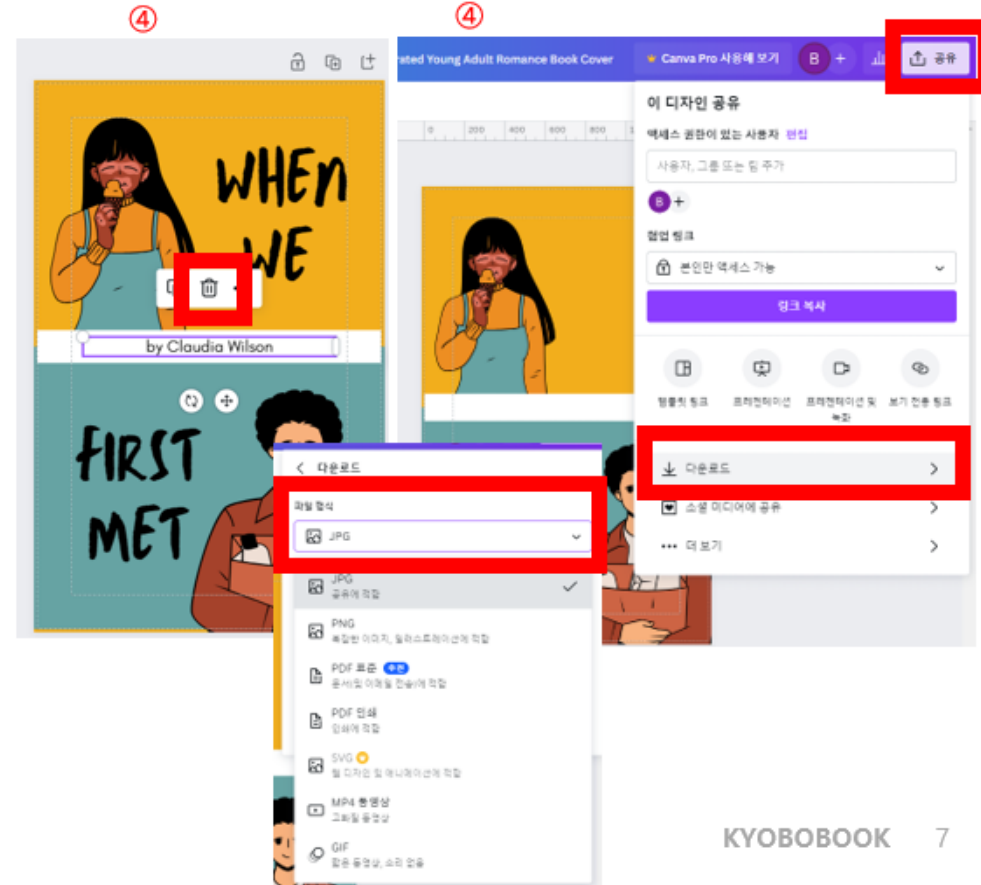 ④
④
WHEN
WE
by Claudia Wilson
FIRST
MET
rated Young Adult Romance Book Cover
Canva Pro 사용해 보기
B +
공유
0 200 400 600 800
이 디자인 공유
액세스 권한이 있는 사용자 편집
사용자, 그룹 또는 팀 추가
B +
협업 링크
본인만 액세스 가능
링크 복사
템플릿 링크
프레젠테이션
프레젠테이션 및
녹화
보기 전용 링크
다운로드
소셜 미디어에 공유
더 보기
다운로드
파일 형식
JPG
JPG
공유에 적합
PNG
복잡한 이미지, 일러스트레이션에 적합
PDF 표준 추천
문서(및 이메일 전송)에 적합
PDF 인쇄
인쇄에 적합
SVG
웹 디자인 및 애니메이션에 적합
MP4 동영상
고화질 동영상
GIF
짧은 동영상, 소리 없음
KYOBOBOOK 7